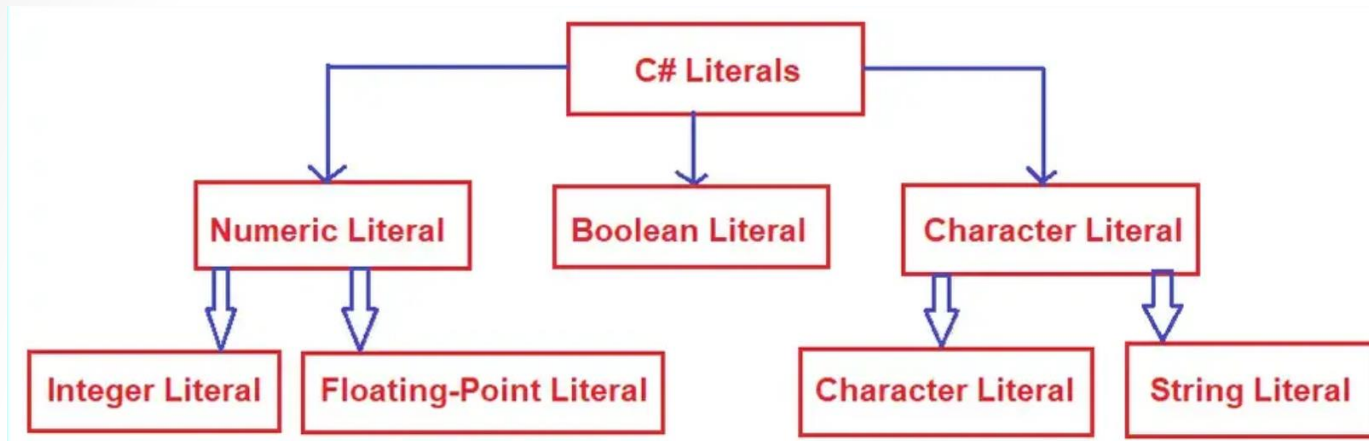 C# Literals
Numeric Literal
Boolean Literal
Character Literal
Integer Literal
Floating-Point Literal
Character Literal
String Literal